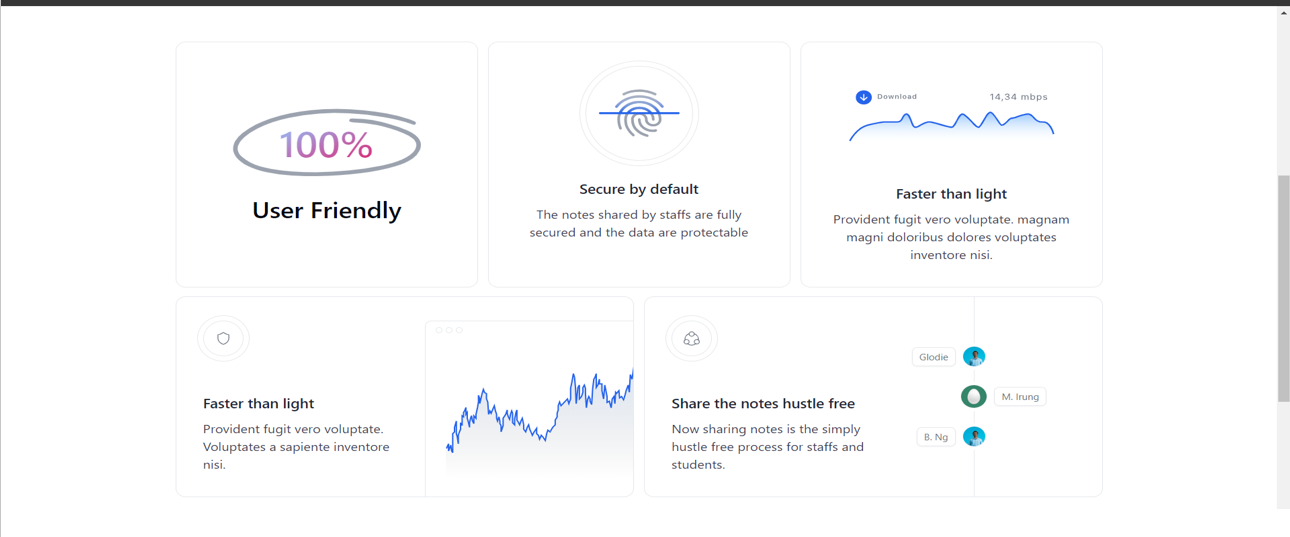 100%
User Friendly
Secure by default
The notes shared by staffs are fully
secured and the data are protectable
Download
14,34 mbps
Faster than light
Provident fugit vero voluptate. magnam
magni doloribus dolores voluptates
inventore nisi.
Faster than light
Provident fugit vero voluptate.
Voluptates a sapiente inventore
nisi.
Share the notes hustle free
Now sharing notes is the simply
hustle free process for staffs and
students.
Glodie
M. Irung
B. Ng